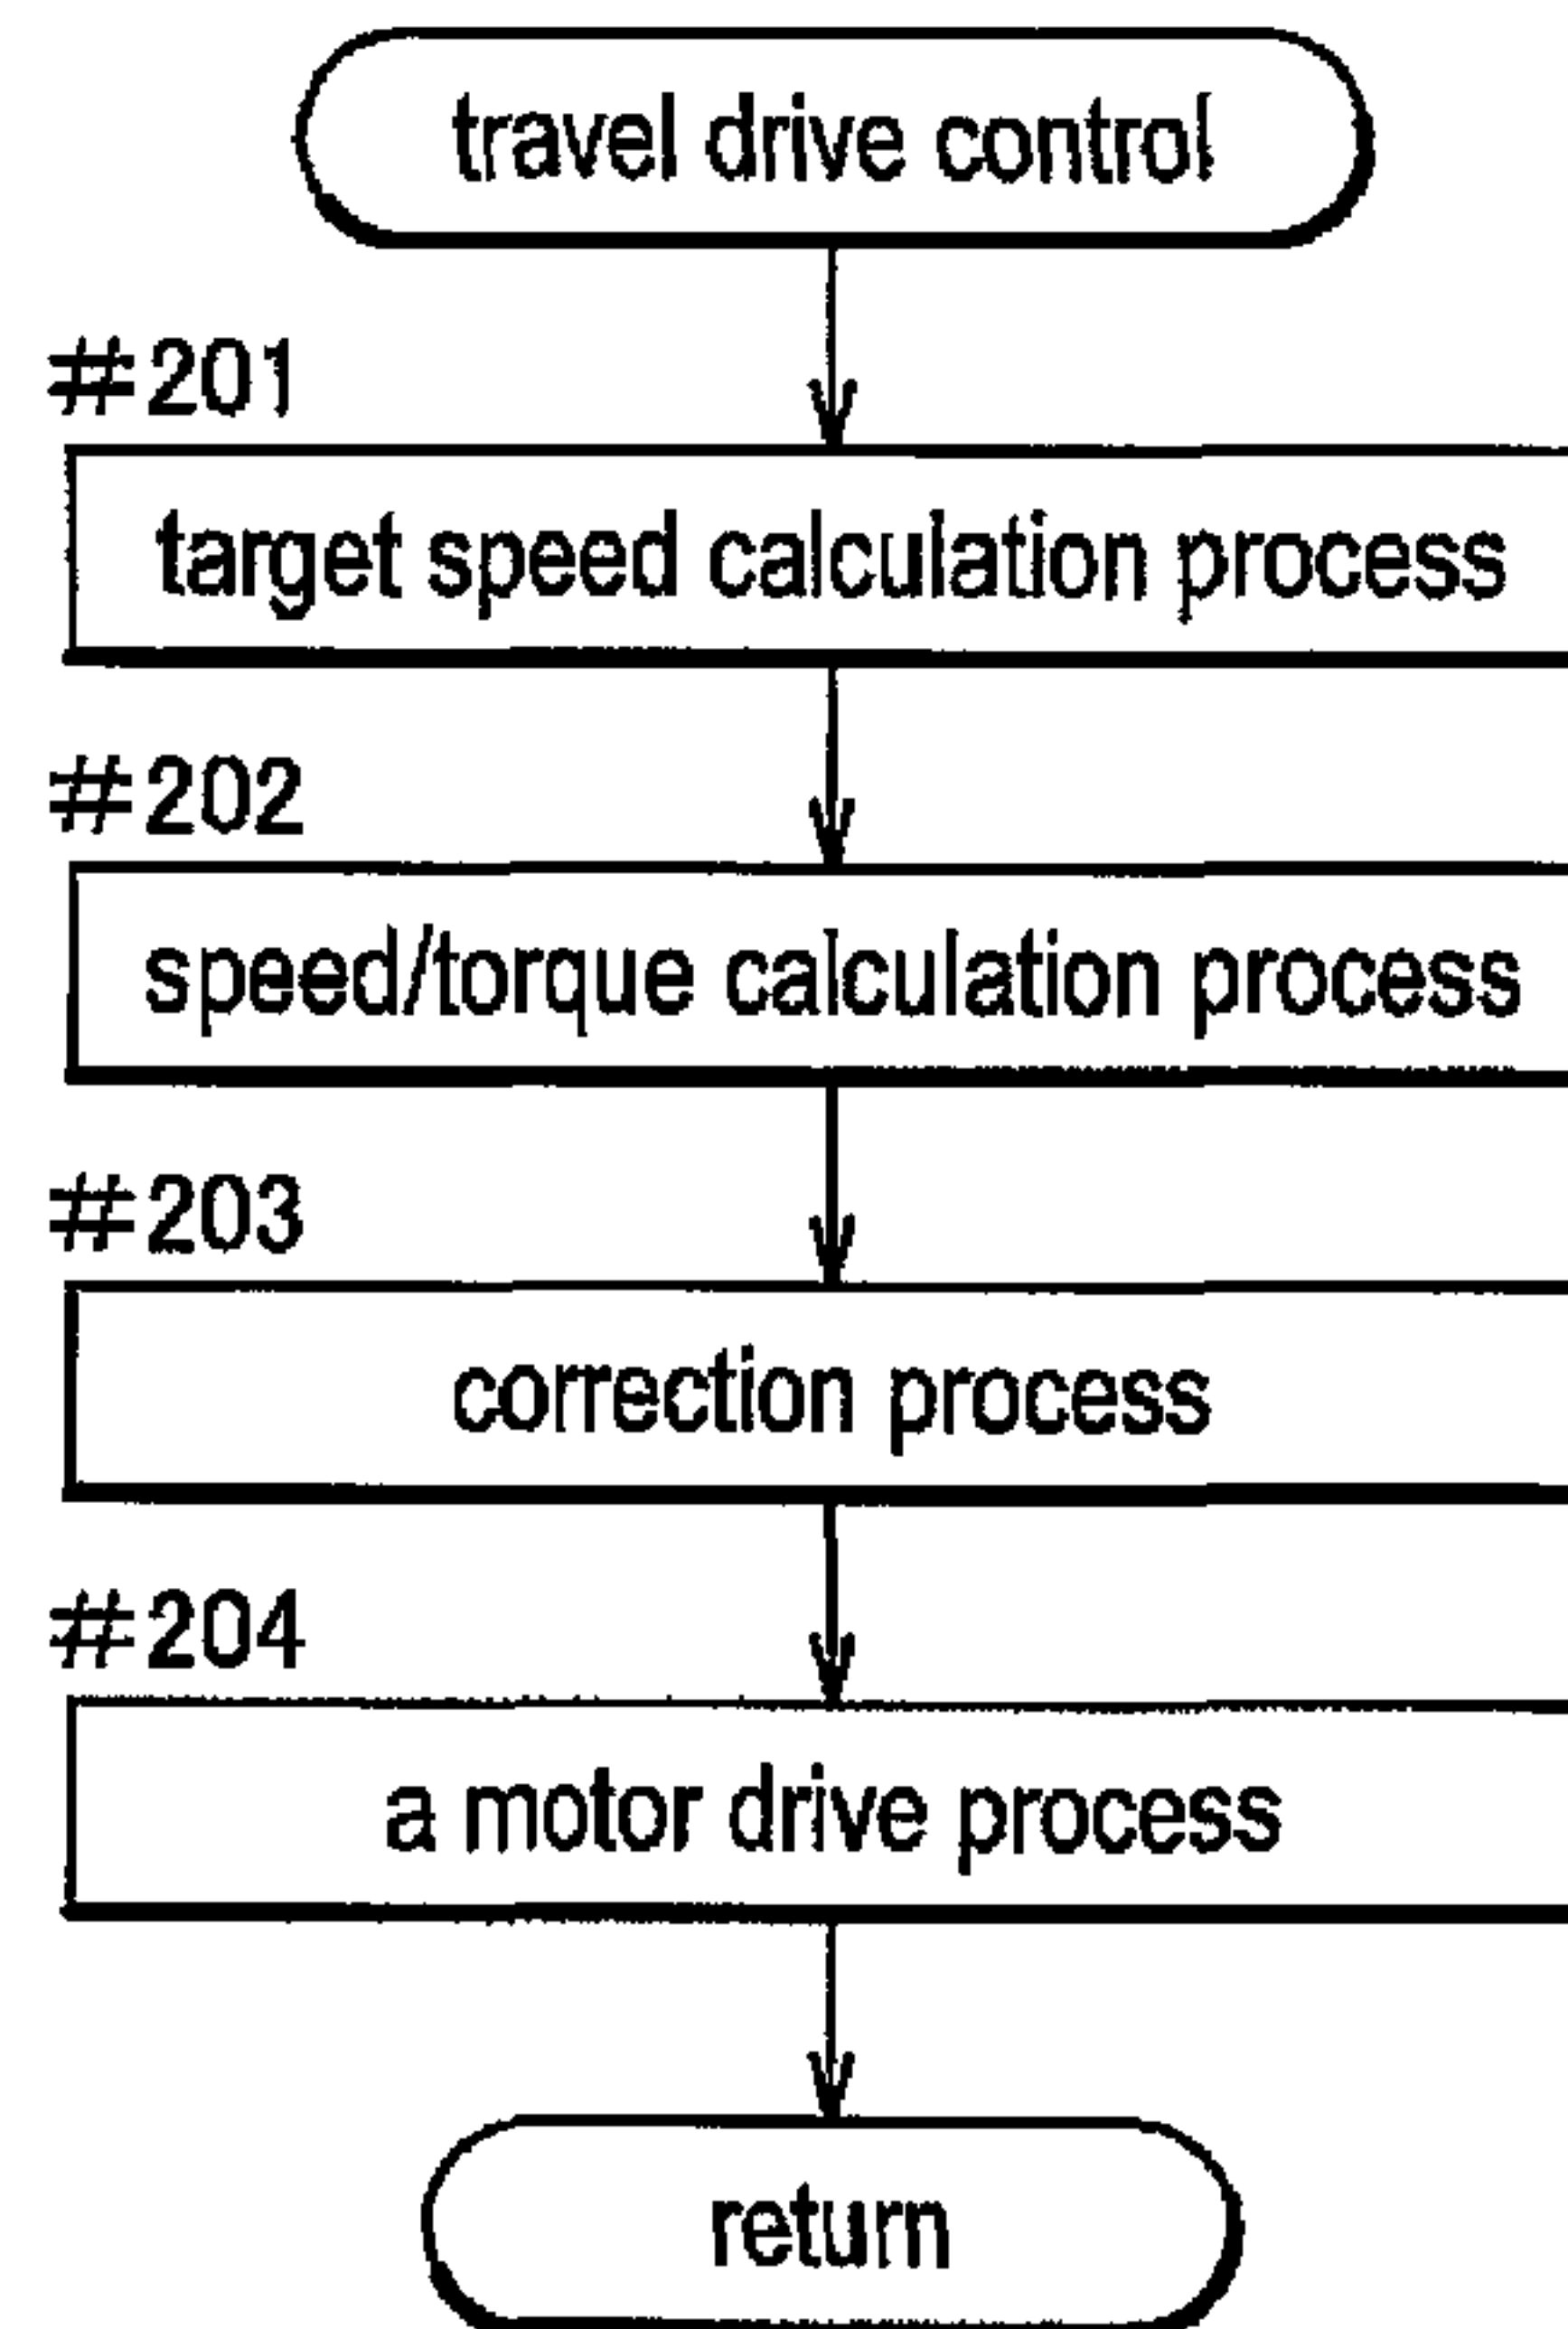 travel drive control
#201
target speed calculation process
#202
speed/torque calculation process
#203
correction process
#204
a motor drive process
return